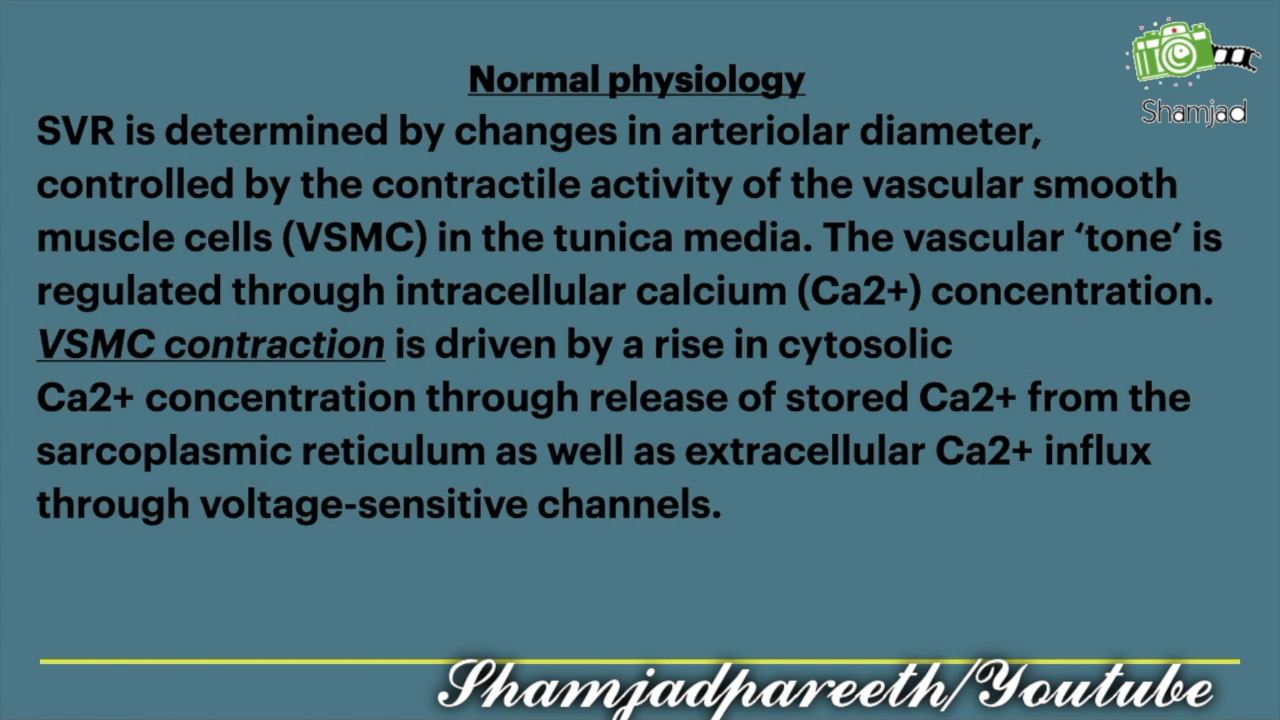 Shamjad
Normal physiology
SVR is determined by changes in arteriolar diameter,
controlled by the contractile activity of the vascular smooth
muscle cells (VSMC) in the tunica media. The vascular ‘tone’ is
regulated through intracellular calcium (Ca2+) concentration.
VSMC contraction is driven by a rise in cytosolic
Ca2+ concentration through release of stored Ca2+ from the
sarcoplasmic reticulum as well as extracellular Ca2+ influx
through voltage-sensitive channels.
Shamjadpareeth/Youtube